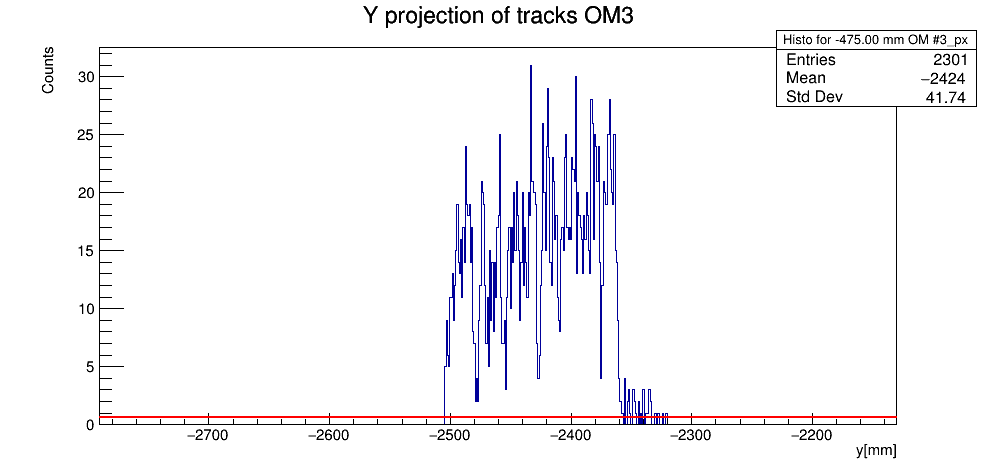 Y projection of tracks OM3
Histo for -475.00 mm OM #3_px
Entries 2301
Mean −2424
Std Dev 41.74
Counts
30
25
20
15
10
5
0
−2700 −2600 −2500 −2400 −2300 −2200
y[mm]